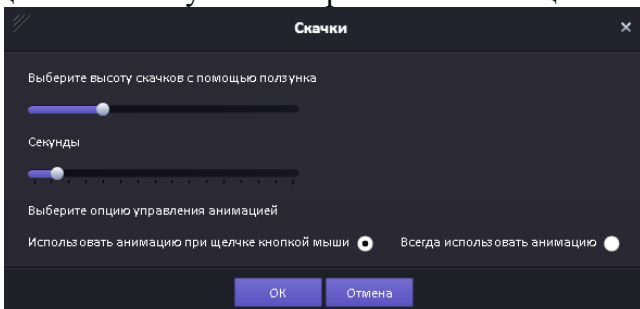 Скачки
Выберите высоту скачков с помощью ползунка
Секунды
Выберите опцию управления анимацией
Использовать анимацию при щелчке кнопкой мыши Всегда использовать анимацию
ОК Отмена